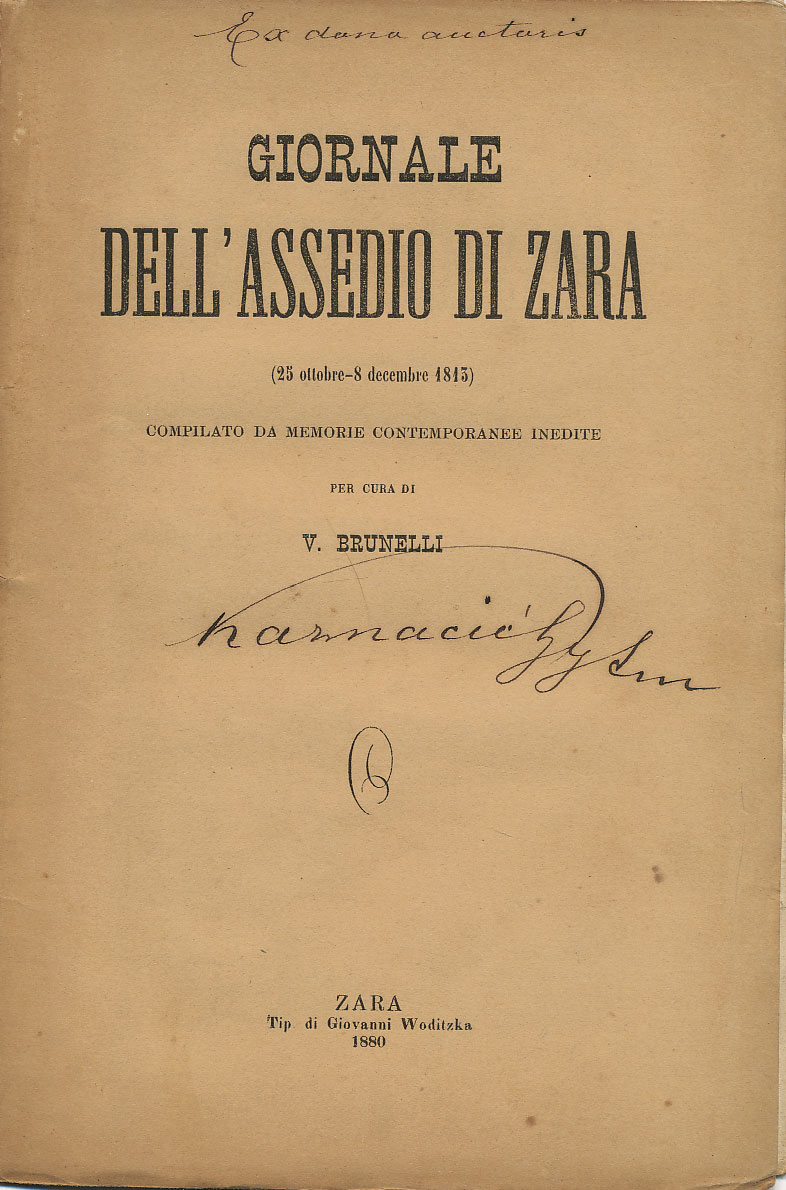 Ex dono auctoris
GIORNALE
DELL'ASSEDIO DI ZARA
(25 ottobre-8 decembre 1813)
COMPILATO DA MEMORIE CONTEMPORANEE INEDITE
PER CURA DI
V. BRUNELLI
Karnacić
ZARA
Tip di Giovanni Woditzka
1880